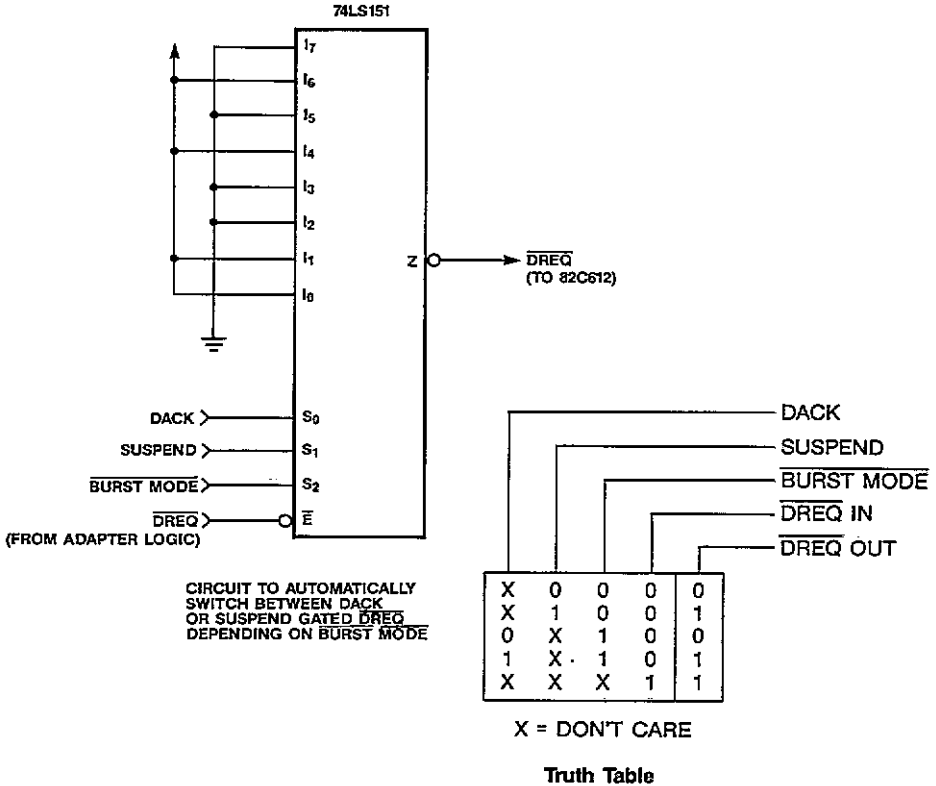 74LS151
I7
I6
I5
I4
I3
I2
I1
I0
Z
DREQ
(TO 82C612)
DACK
S0
SUSPEND
S1
BURST MODE
S2
DREQ
E
(FROM ADAPTER LOGIC)
CIRCUIT TO AUTOMATICALLY
SWITCH BETWEEN DACK
OR SUSPEND GATED DREQ
DEPENDING ON BURST MODE
DACK
SUSPEND
BURST MODE
DREQ IN
DREQ OUT
X 0 0 0 0
X 1 0 0 1
0 X 1 0 0
1 X 1 0 1
X X X 1 1
X = DON'T CARE
Truth Table